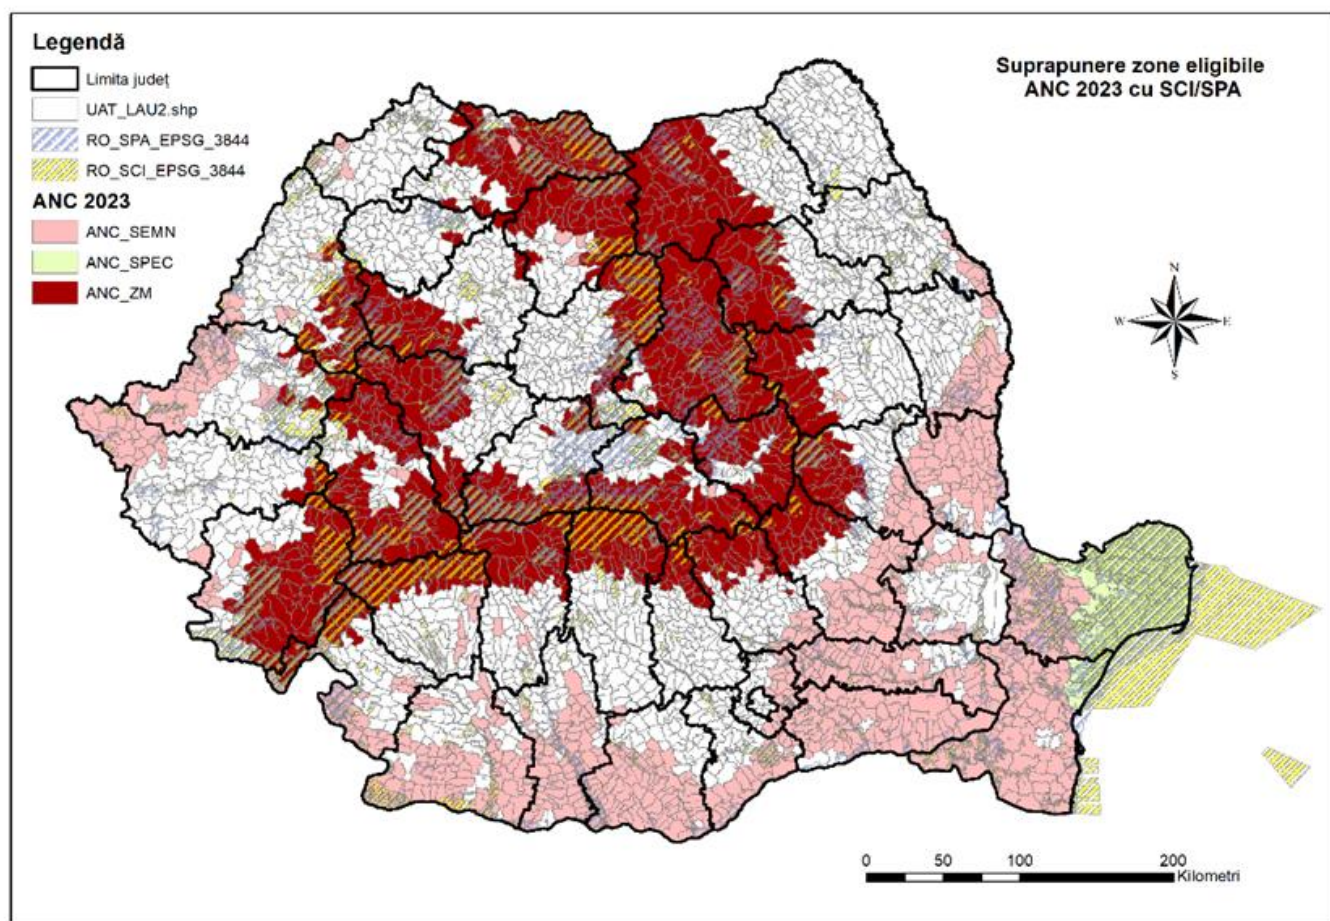 Legendă
Limita județ
UAT_LAU2.shp
RO_SPA_EPSG_3844
RO_SCI_EPSG_3844
ANC 2023
ANC_SEMN
ANC_SPEC
ANC_ZM
Suprapunere zone eligibile
ANC 2023 cu SCI/SPA
N
W
E
S
0
50
100
200
Kilometri